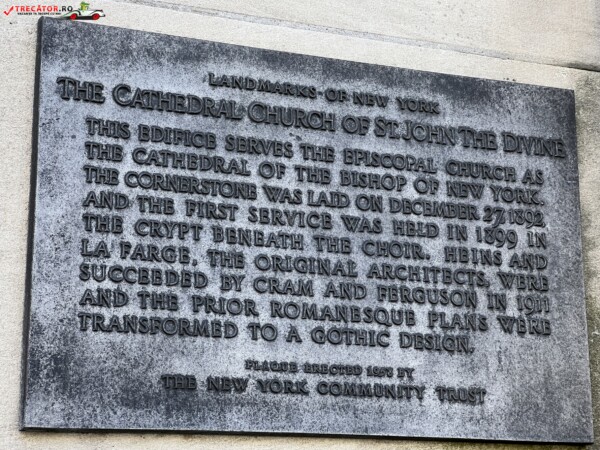 TRECATOR.RO
LANDMARKS · OF NEW YORK
THE CATHEDRAL CHURCH OF ST. JOHN THE DIVINE
THIS EDIFICE SERVES THE EPISCOPAL CHURCH AS
THE CATHEDRAL OF THE BISHOP OF NEW YORK.
THE CORNERSTONE WAS LAID ON DECEMBER 27, 1892
AND THE FIRST SERVICE WAS HELD IN 1899 IN
THE CRYPT BENEATH THE CHOIR. HEINS AND
LA FARGE, THE ORIGINAL ARCHITECTS, WERE
SUCCEEDED BY CRAM AND FERGUSON IN 1911
AND THE PRIOR ROMANESQUE PLANS WERE
TRANSFORMED TO A GOTHIC DESIGN.
PLAQUE ERECTED BY
THE NEW YORK COMMUNITY TRUST